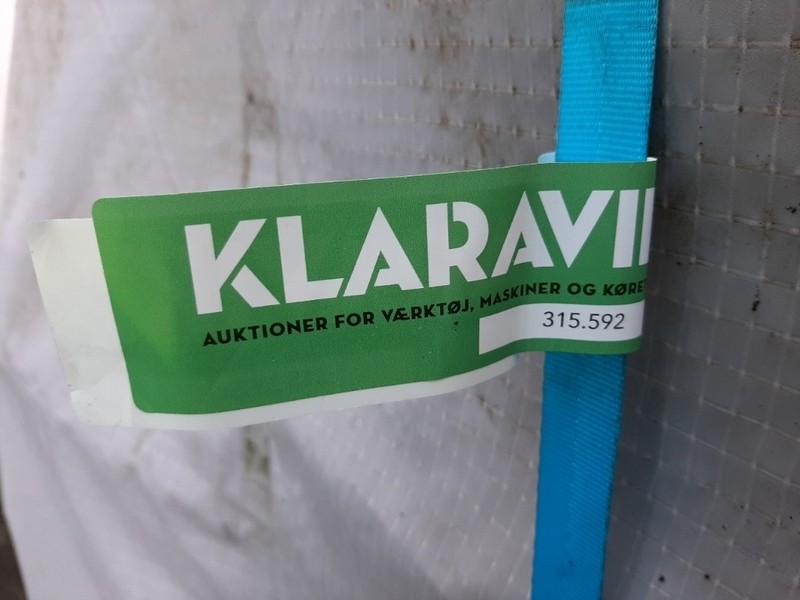 KLARAVI
AUKTIONER FOR VÆRKTØJ, MASKINER OG KØRE
315.592